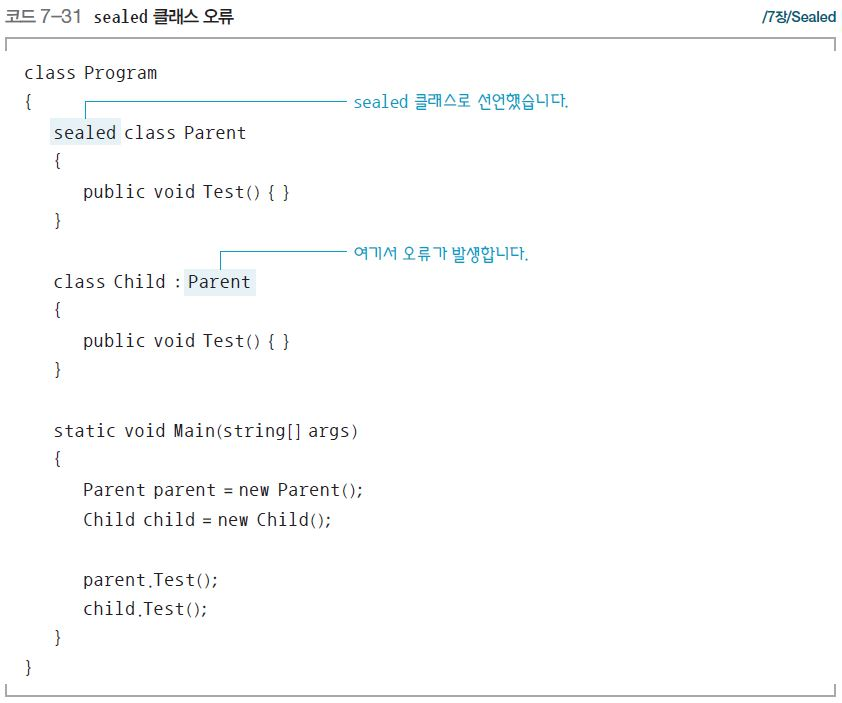 코드 7-31 sealed 클래스 오류 /7장/Sealed
class Program
{
sealed 클래스로 선언했습니다.
sealed class Parent
{
public void Test() { }
}
여기서 오류가 발생합니다.
class Child : Parent
{
public void Test() { }
}
static void Main(string[] args)
{
Parent parent = new Parent();
Child child = new Child();
parent.Test();
child.Test();
}
}